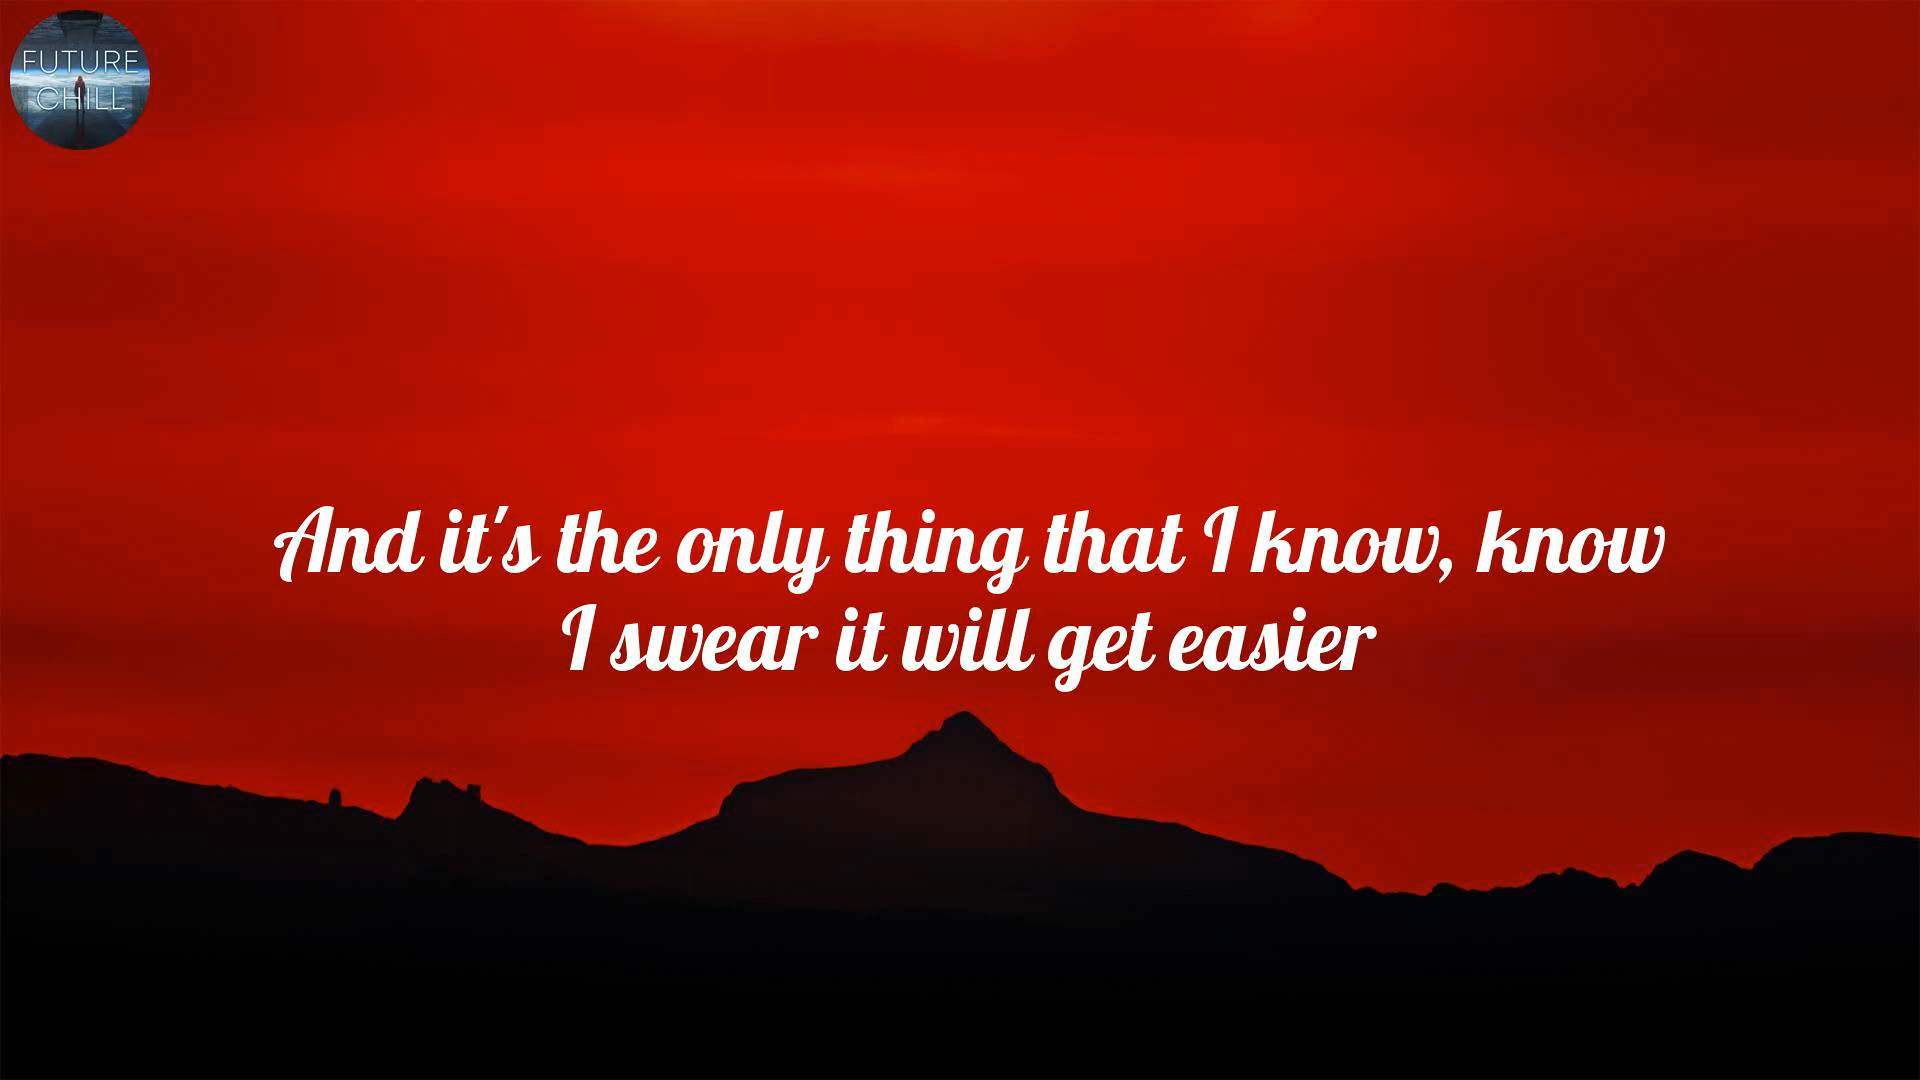 FUTURE
CHILL
And it's the only thing that I know, know
I swear it will get easier